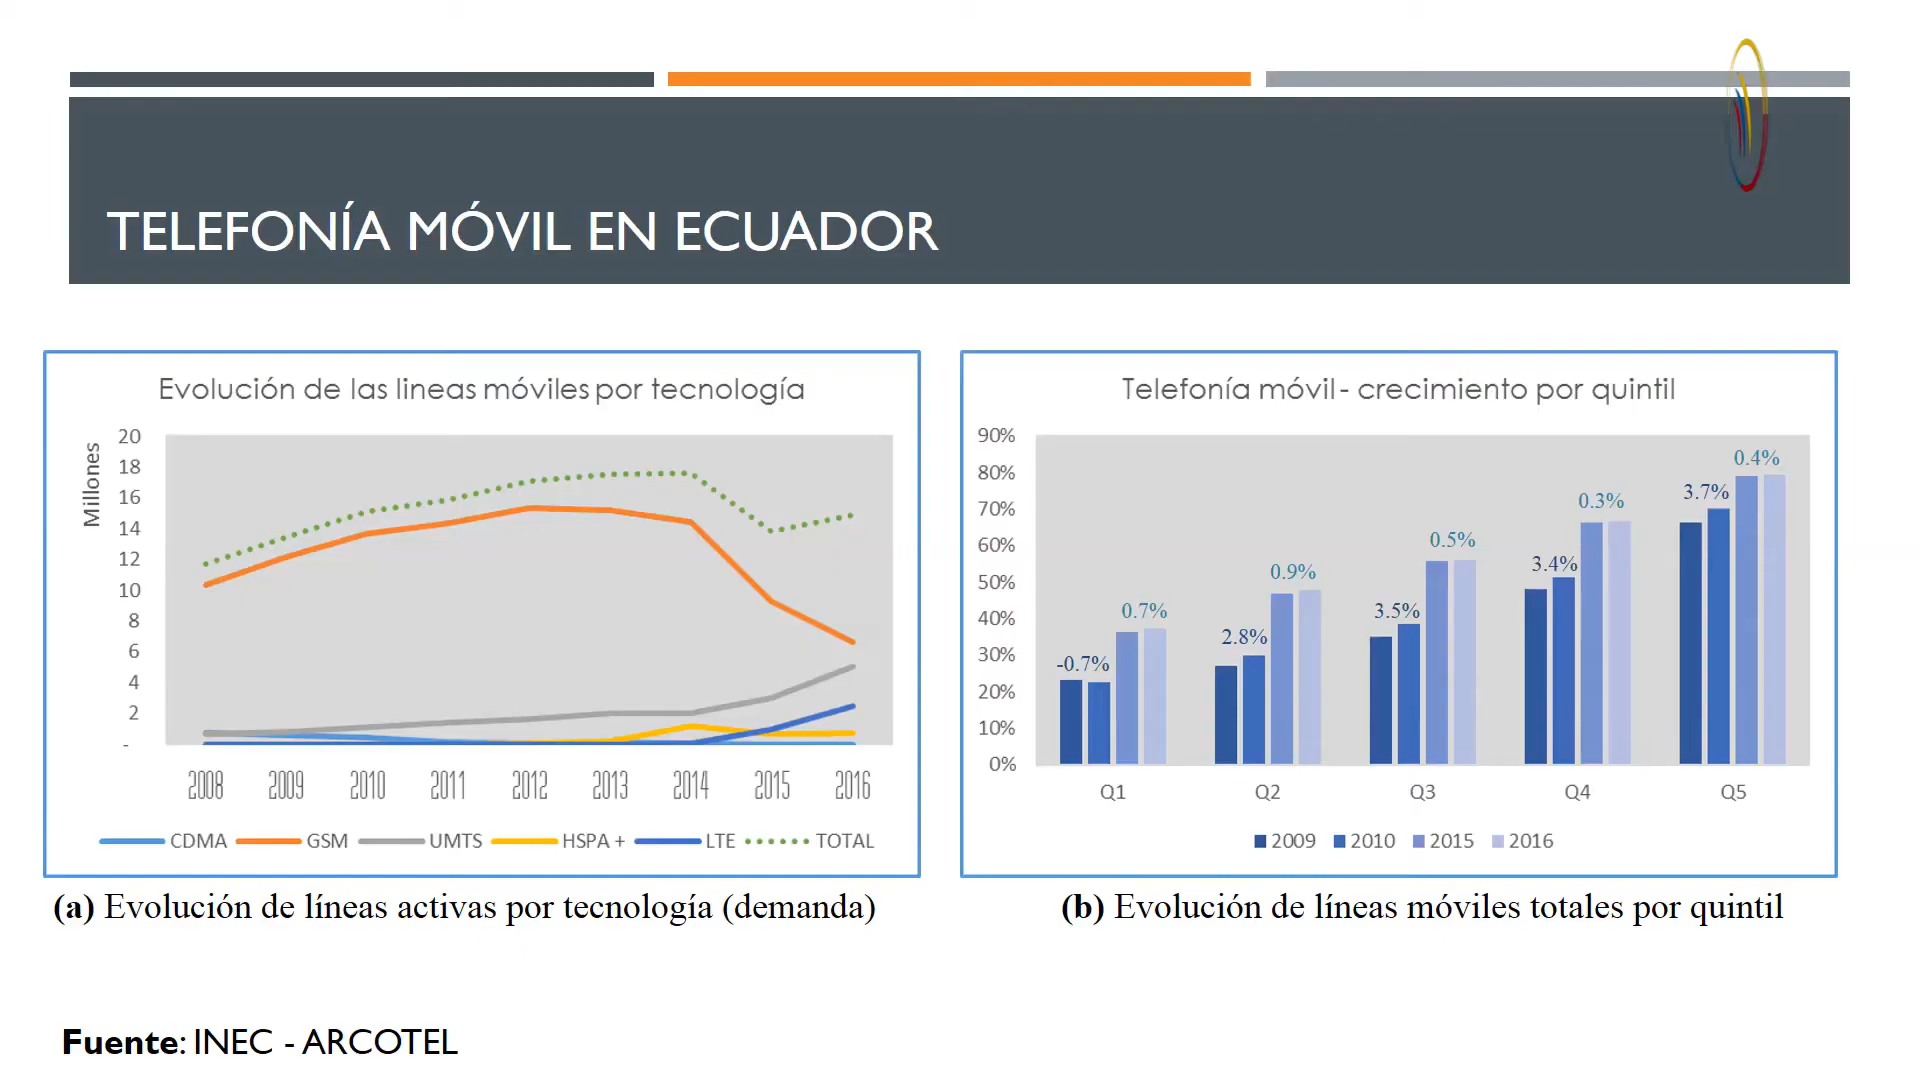 TELEFONÍA MÓVIL EN ECUADOR
Evolución de las lineas móviles por tecnología
Millones
20
18
16
14
12
10
8
6
4
2
-
2008 2009 2010 2011 2012 2013 2014 2015 2016
CDMA GSM UMTS HSPA + LTE TOTAL
(a) Evolución de líneas activas por tecnología (demanda)
Telefonía móvil - crecimiento por quintil
90%
80%
70%
60%
50%
40%
30%
20%
10%
0%
-0.7% 0.7% 2.8% 0.9% 3.5% 0.5% 3.4% 0.3% 3.7% 0.4%
Q1 Q2 Q3 Q4 Q5
2009 2010 2015 2016
(b) Evolución de líneas móviles totales por quintil
Fuente: INEC - ARCOTEL